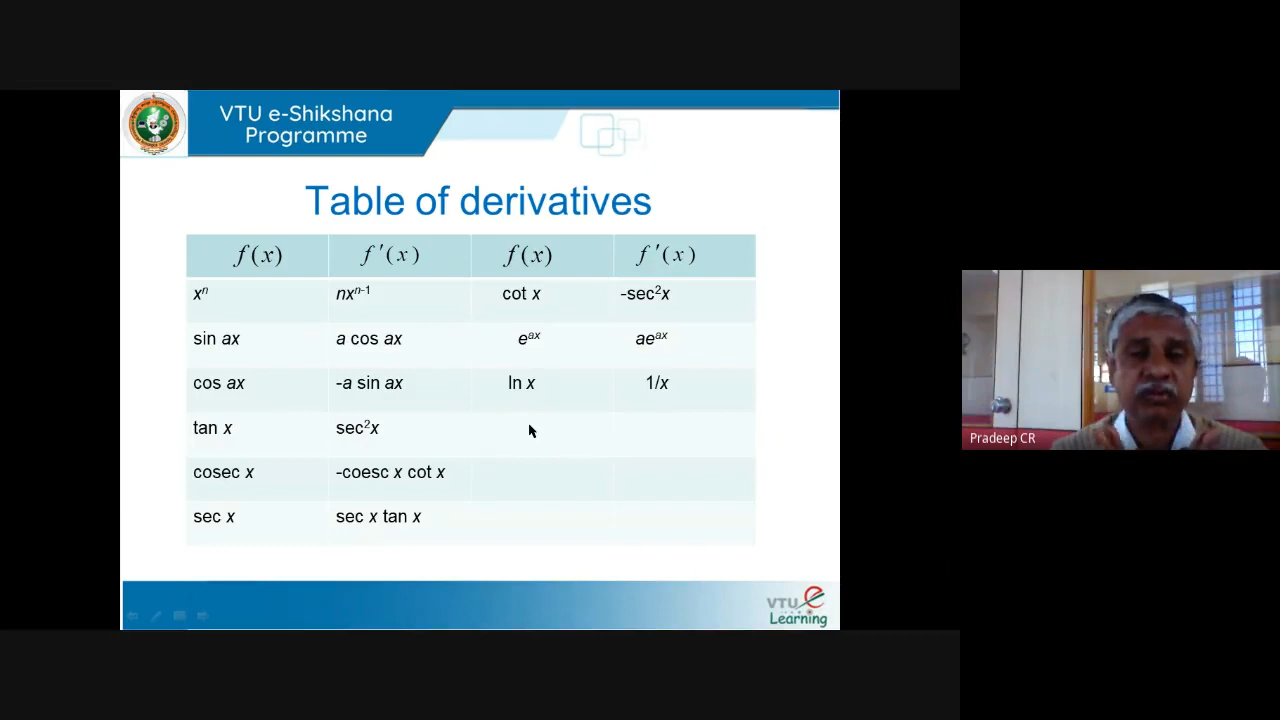 VTU e-Shikshana
Programme
Table of derivatives
f(x) f'(x) f(x) f'(x)
xⁿ nxⁿ⁻¹ cot x -sec²x
sin ax a cos ax eᵃˣ aeᵃˣ
cos ax -a sin ax ln x 1/x
tan x sec²x
cosec x -coesc x cot x
sec x sec x tan x
VTU e
Learning
Pradeep CR